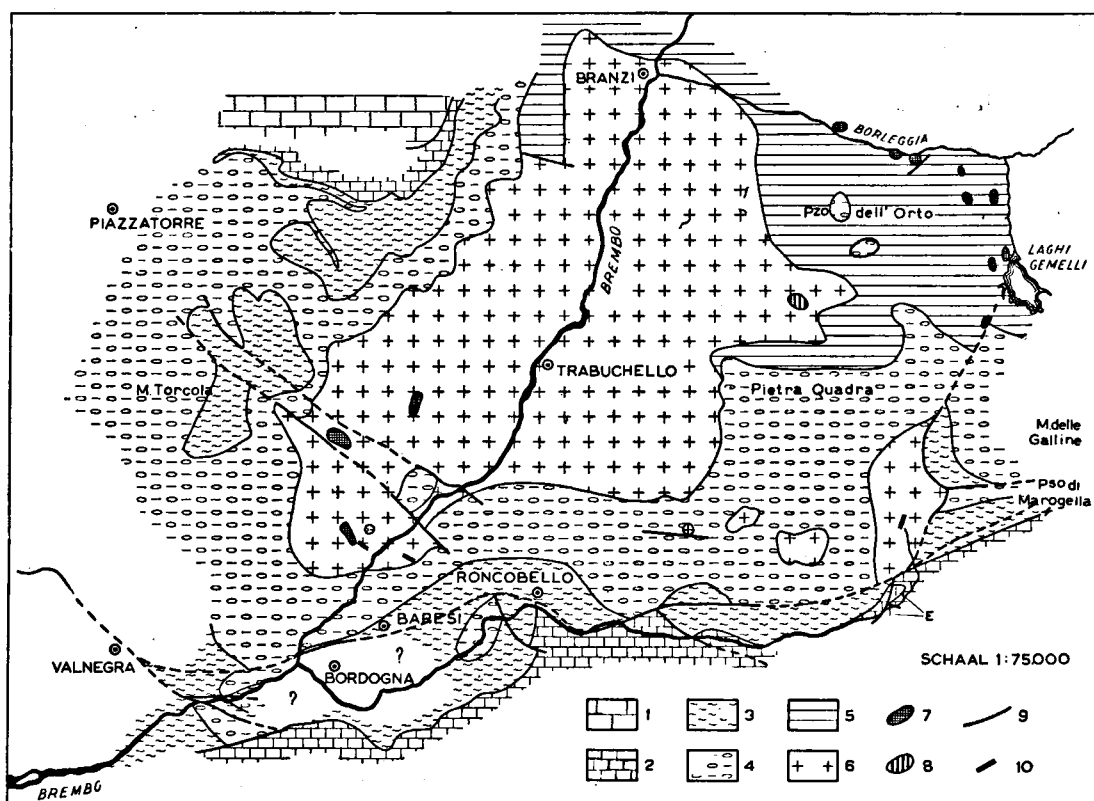 BRANZI
BORLEGGIA
PIAZZATORRE
Pzo dell' Orto
LAGHI
GEMELLI
BREMBO
TRABUCHELLO
M. Torcola
Pietra Quadra
M. delle
Galline
Pso di
Marogella
RONCOBELLO
BARESI
E
VALNEGRA
BORDOGNA
?
?
SCHAAL 1:75.000
1
3
5
7
9
2
4
6
8
10
BREMBO